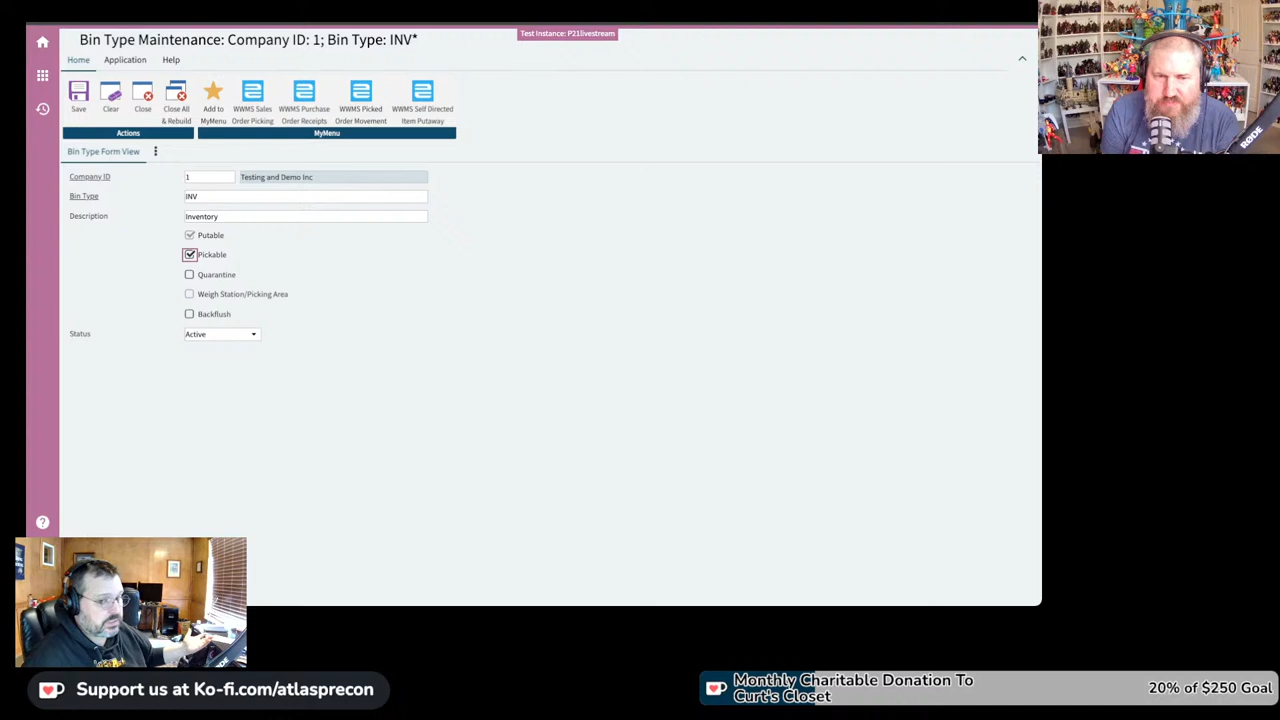 Test Instance: P21livestream
Bin Type Maintenance: Company ID: 1; Bin Type: INV*
Home Application Help
Save
Clear
Close
Close All
& Rebuild
Add to
MyMenu
WWMS Sales
Order Picking
WWMS Purchase
Order Receipts
WWMS Picked
Order Movement
WWMS Self Directed
Item Putaway
Actions
MyMenu
Bin Type Form View
Company ID 1 Testing and Demo Inc
Bin Type INV
Description Inventory
Putable
Pickable
Quarantine
Weigh Station/Picking Area
Backflush
Status Active
RØDE
Support us at Ko-fi.com/atlasprecon
Monthly Charitable Donation To
Curt's Closet
20% of $250 Goal